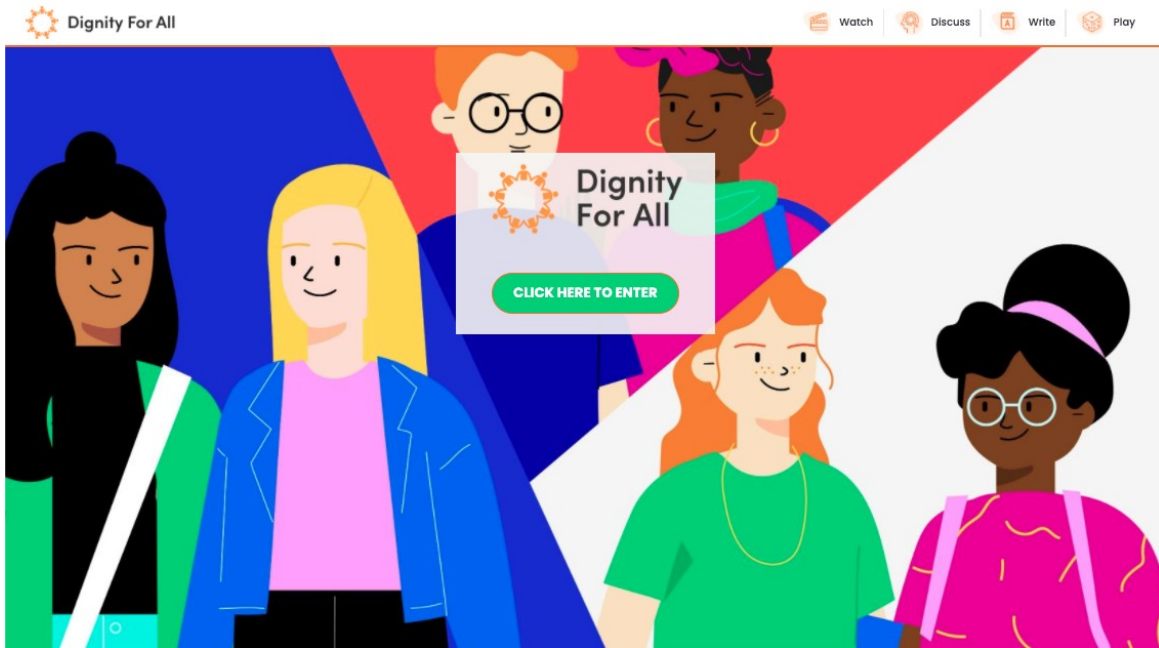 Dignity For All
Watch
Discuss
Write
Play
Dignity
For All
CLICK HERE TO ENTER